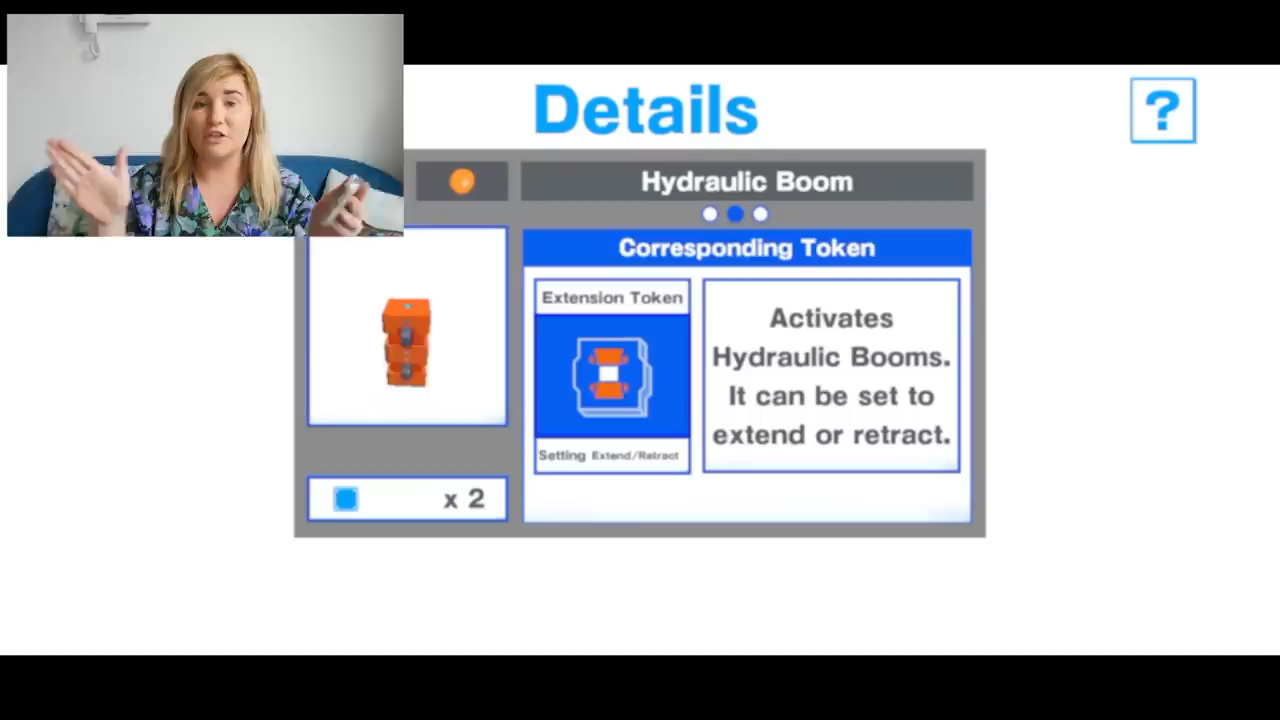 Details
?
Hydraulic Boom
Corresponding Token
Extension Token
Activates
Hydraulic Booms.
It can be set to
extend or retract.
Setting Extend/Retract
x 2